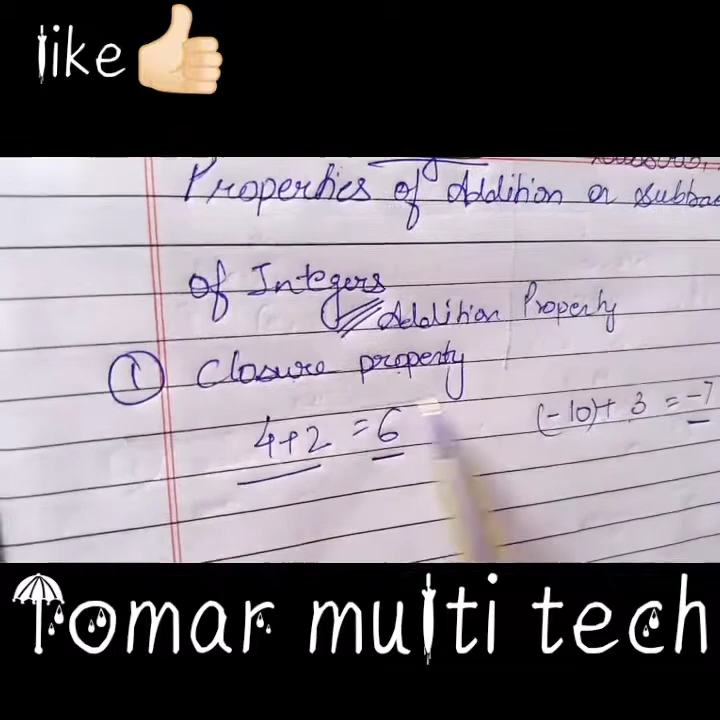 like
Properties of Addition or
of Integers
Addition Property
1 Closure property
4+2 = 6
(-10)+ 3 = -7
Tomar multi tech